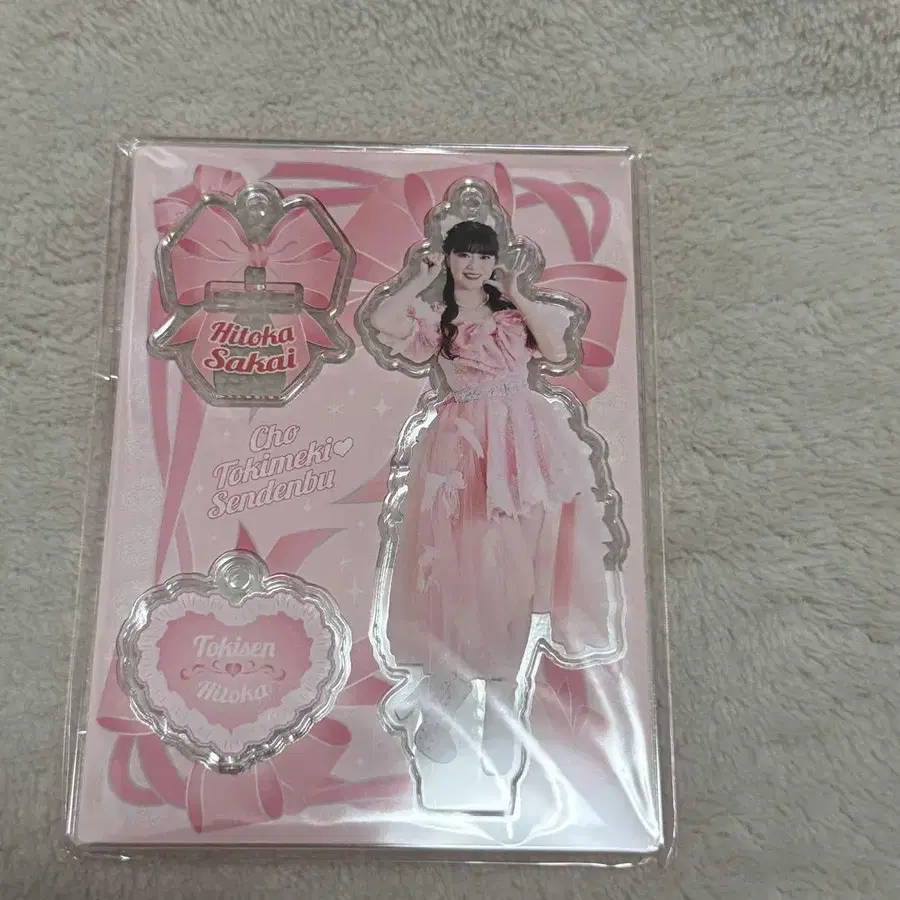 Hitoka
Sakai
Cho
Tokimeki♥
Sendenbu
Tokisen
Hitoka